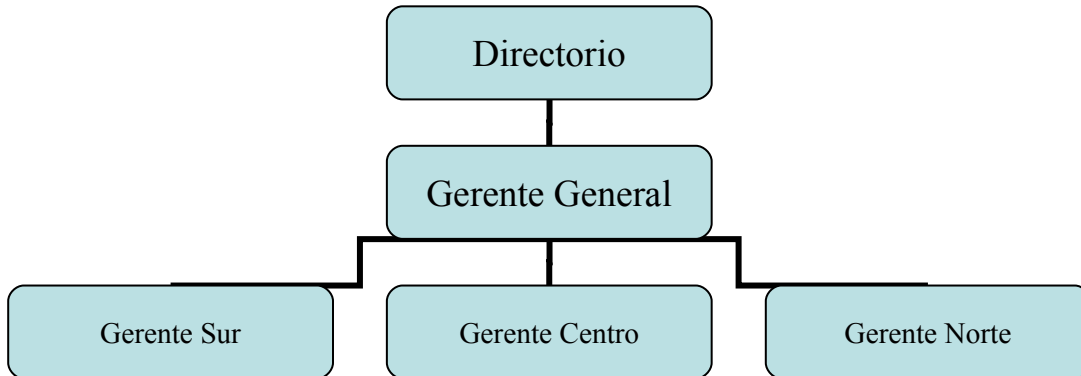 Directorio
Gerente General
Gerente Sur
Gerente Centro
Gerente Norte